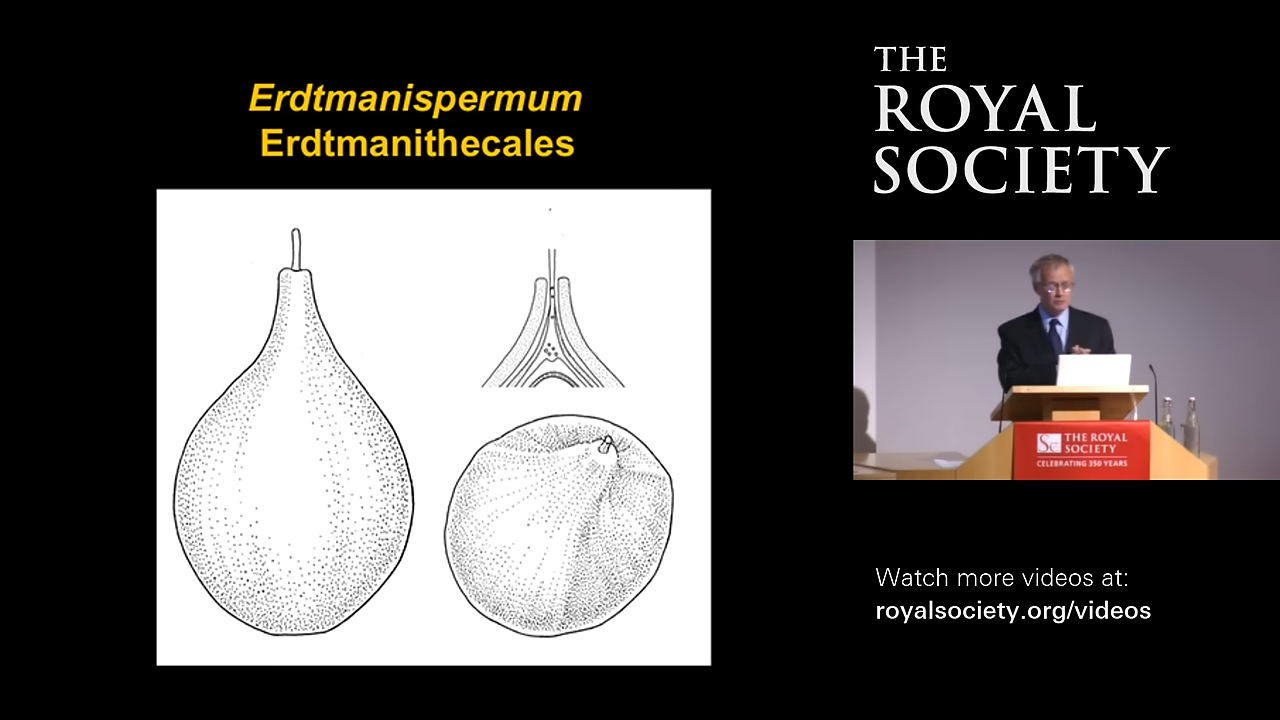 Erdtmanispermum
Erdtmanithecales
THE
ROYAL
SOCIETY
THE ROYAL
SOCIETY
CELEBRATING 350 YEARS
Watch more videos at:
royalsociety.org/videos